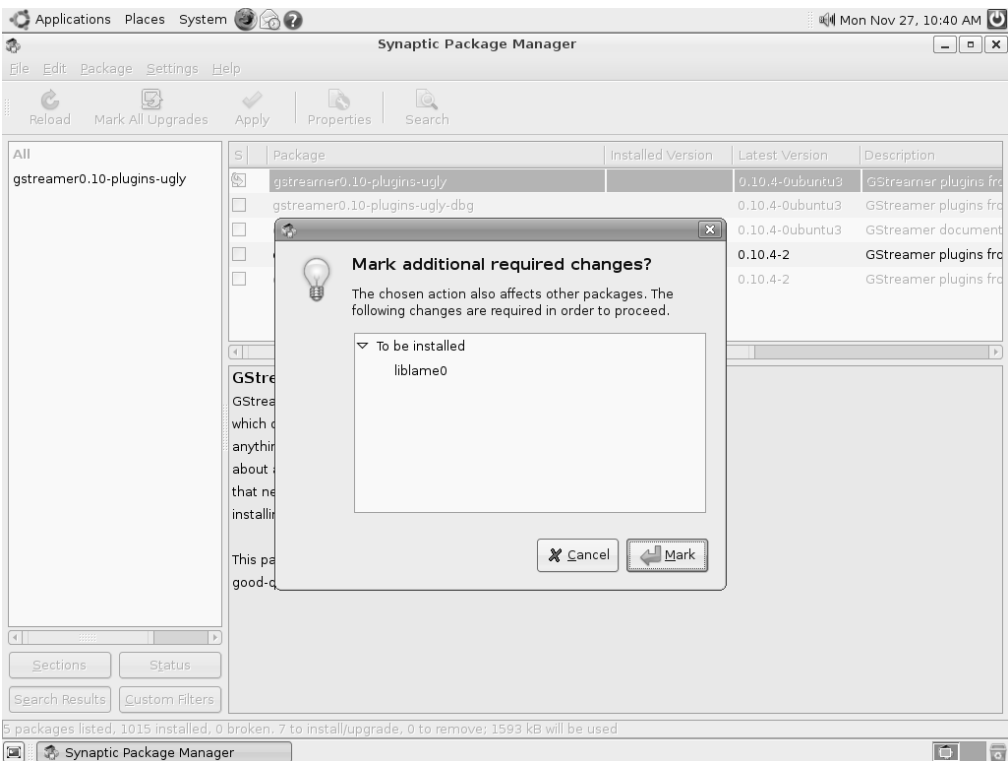 Applications Places System
Mon Nov 27, 10:40 AM
Synaptic Package Manager
File Edit Package Settings Help
Reload Mark All Upgrades Apply Properties Search
All
gstreamer0.10-plugins-ugly
S Package Installed Version Latest Version Description
gstreamer0.10-plugins-ugly 0.10.4-0ubuntu3 GStreamer plugins fro
gstreamer0.10-plugins-ugly-dbg 0.10.4-0ubuntu3 GStreamer plugins fro
0.10.4-0ubuntu3 GStreamer document
0.10.4-2 GStreamer plugins fro
0.10.4-2 GStreamer plugins fro
Mark additional required changes?
The chosen action also affects other packages. The
following changes are required in order to proceed.
To be installed
liblame0
Cancel Mark
GStre
GStrea
which
anythin
about
that ne
installin
This pa
good-q
Sections Status
Search Results Custom Filters
5 packages listed, 1015 installed, 0 broken. 7 to install/upgrade, 0 to remove; 1593 kB will be used
Synaptic Package Manager